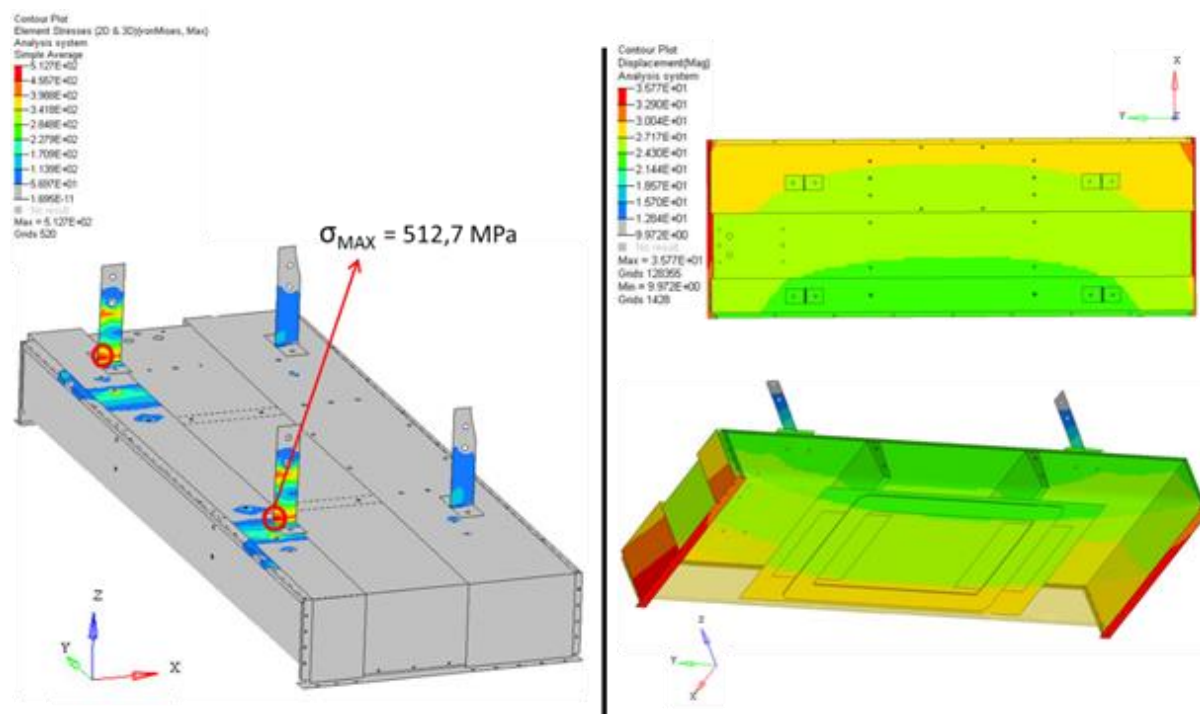 Contour Plot
Element Stresses (2D & 3D)(vonMises, Max)
Analysis system
Simple Average
5.127E+02
4.557E+02
3.988E+02
3.418E+02
2.848E+02
2.279E+02
1.709E+02
1.139E+02
5.697E+01
1.695E-11
No result
Max = 5.127E+02
Grids 520
σMAX = 512,7 MPa
Z
Y
X
Contour Plot
Displacement(Mag)
Analysis system
3.577E+01
3.290E+01
3.004E+01
2.717E+01
2.430E+01
2.144E+01
1.857E+01
1.570E+01
1.284E+01
9.972E+00
No result
Max = 3.577E+01
Grids 128355
Min = 9.972E+00
Grids 1428
X
Y
Z
Z
Y
X